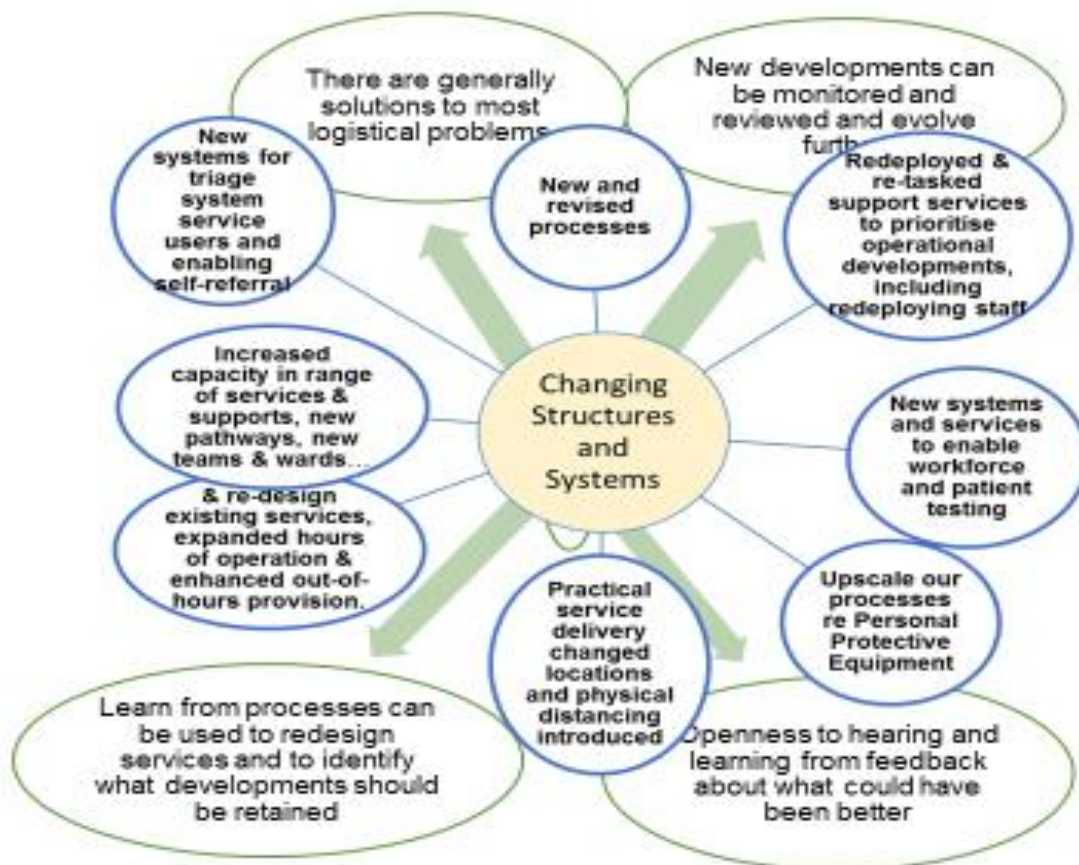 There are generally
solutions to most
logistical problems
New developments can
be monitored and
reviewed and evolve
New
systems for
triage
system service
users and
enabling
self-referral
New and
revised
processes
Redeployed &
re-tasked
support services
to prioritise
operational
developments,
including
redeploying staff
Increased
capacity in range
of services &
supports, new
pathways, new
teams & wards…
Changing
Structures
and
Systems
New systems
and services
to enable
workforce
and patient
testing
& re-design
existing services,
expanded hours
of operation &
enhanced out-of-
hours provision.
Practical
service
delivery
changed
locations
and physical
distancing
introduced
Upscale our
processes
re Personal
Protective
Equipment
Learn from processes can
be used to redesign
services and to identify
what developments should
be retained
Openness to hearing and
learning from feedback
about what could have
been better